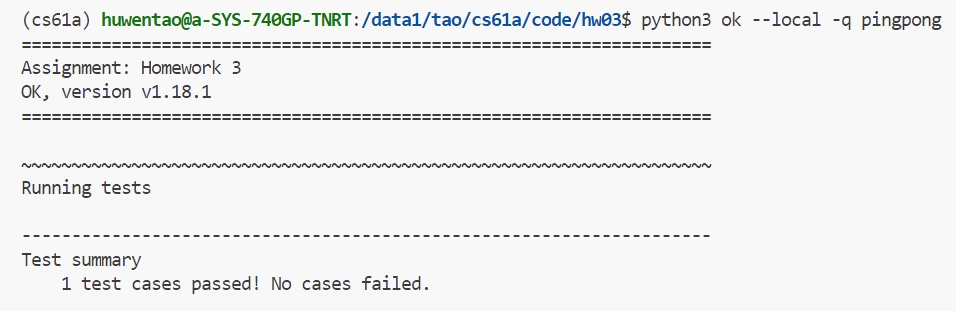 (cs61a) huwentao@a-SYS-740GP-TNRT:/data1/tao/cs61a/code/hw03$ python3 ok --local -q pingpong
=====================================================================
Assignment: Homework 3
OK, version v1.18.1
=====================================================================
~~~~~~~~~~~~~~~~~~~~~~~~~~~~~~~~~~~~~~~~~~~~~~~~~~~~~~~~~~~~~~~~~~~~~
Running tests
---------------------------------------------------------------------
Test summary
    1 test cases passed! No cases failed.